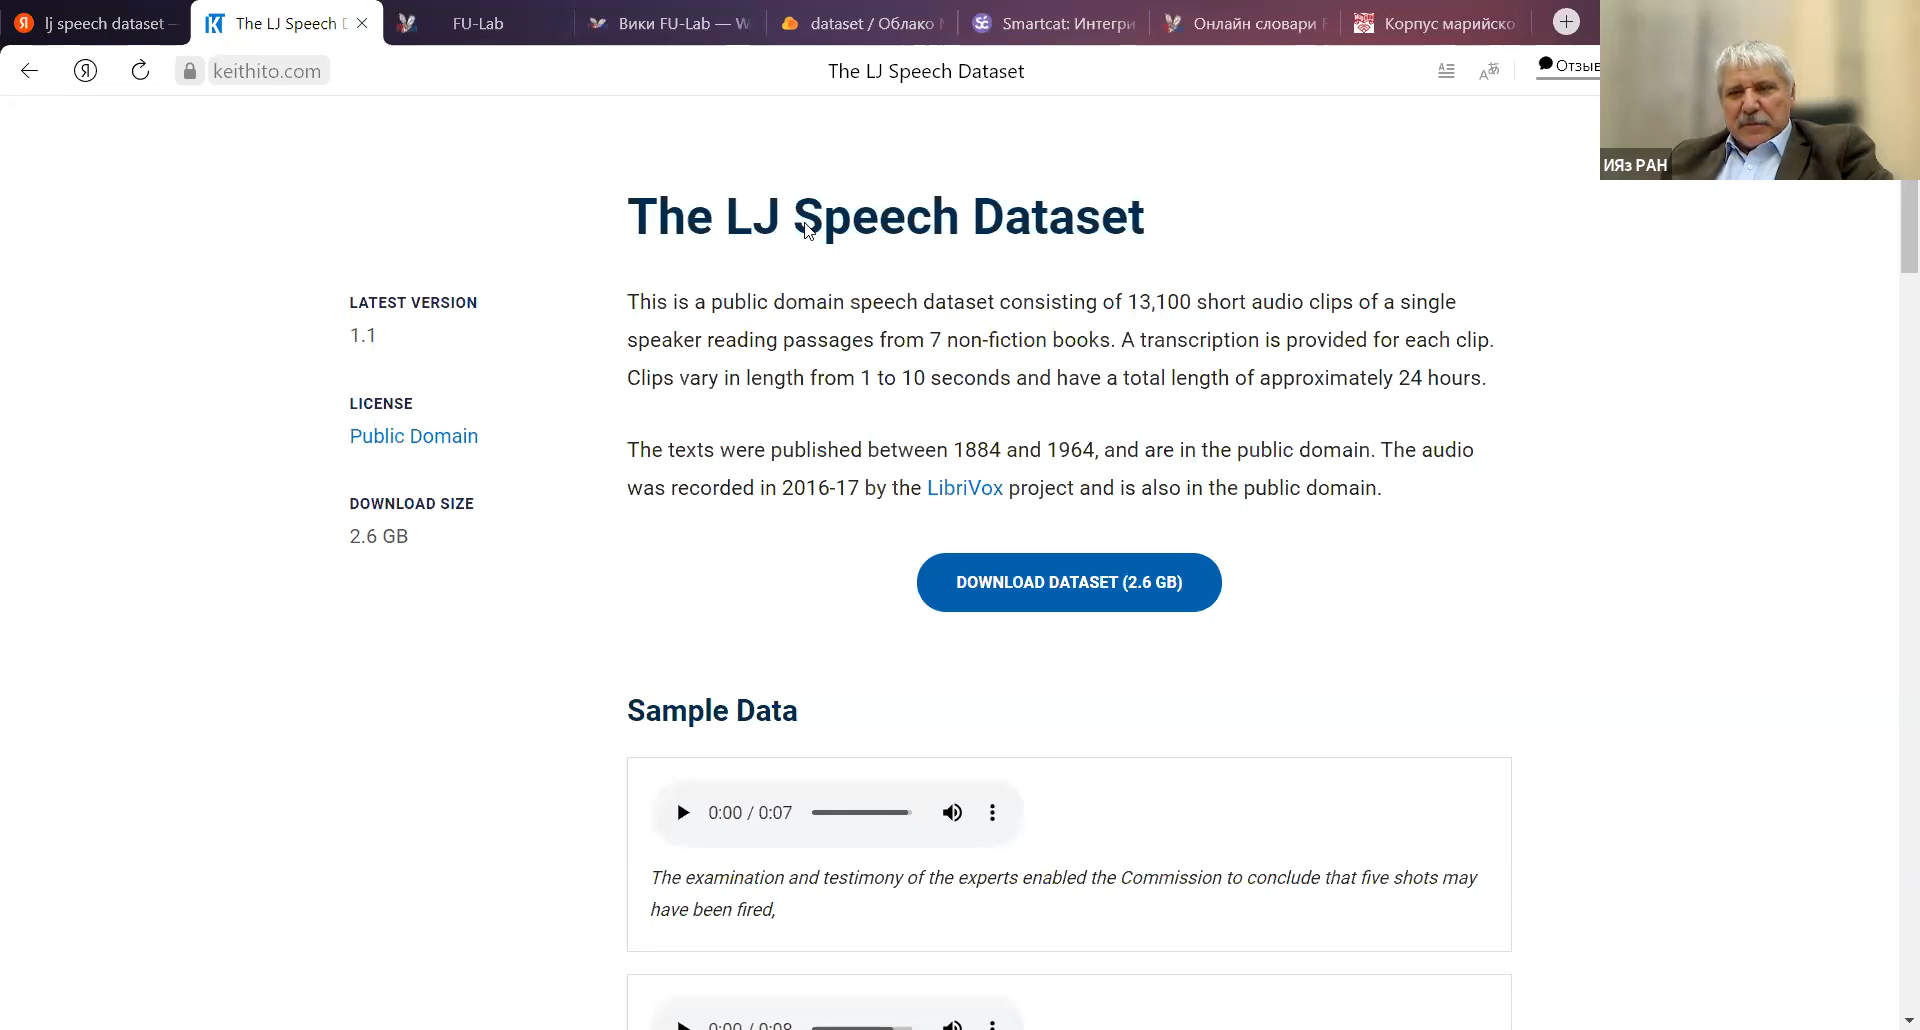 lj speech dataset —
The LJ Speech D
FU-Lab
Вики FU-Lab — W
dataset / Облако
Smartcat: Интегри
Онлайн словари
Корпус марийско
Я
keithito.com
The LJ Speech Dataset
Отзыв
ИЯз РАН
The LJ Speech Dataset
LATEST VERSION
1.1
LICENSE
Public Domain
DOWNLOAD SIZE
2.6 GB
This is a public domain speech dataset consisting of 13,100 short audio clips of a single
speaker reading passages from 7 non-fiction books. A transcription is provided for each clip.
Clips vary in length from 1 to 10 seconds and have a total length of approximately 24 hours.
The texts were published between 1884 and 1964, and are in the public domain. The audio
was recorded in 2016-17 by the LibriVox project and is also in the public domain.
DOWNLOAD DATASET (2.6 GB)
Sample Data
0:00 / 0:07
The examination and testimony of the experts enabled the Commission to conclude that five shots may
have been fired,
0:00 / 0:08